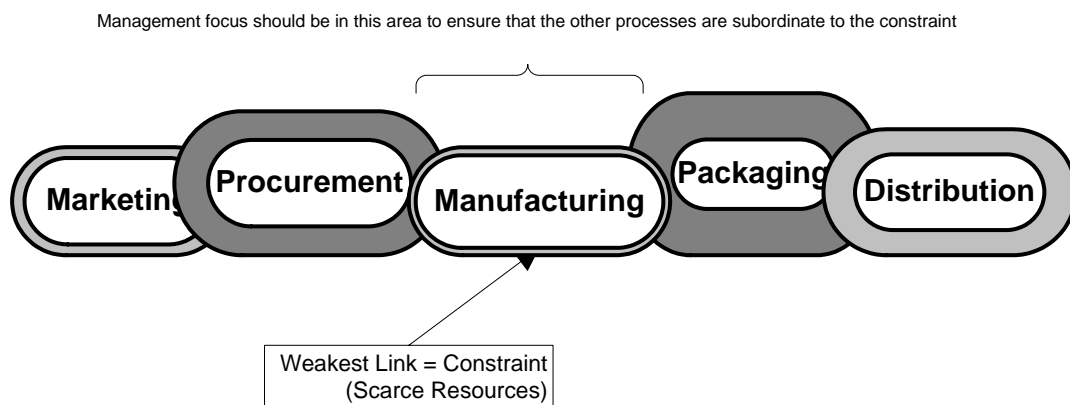 Management focus should be in this area to ensure that the other processes are subordinate to the constraint
Marketing
Procurement
Manufacturing
Packaging
Distribution
Weakest Link = Constraint
(Scarce Resources)